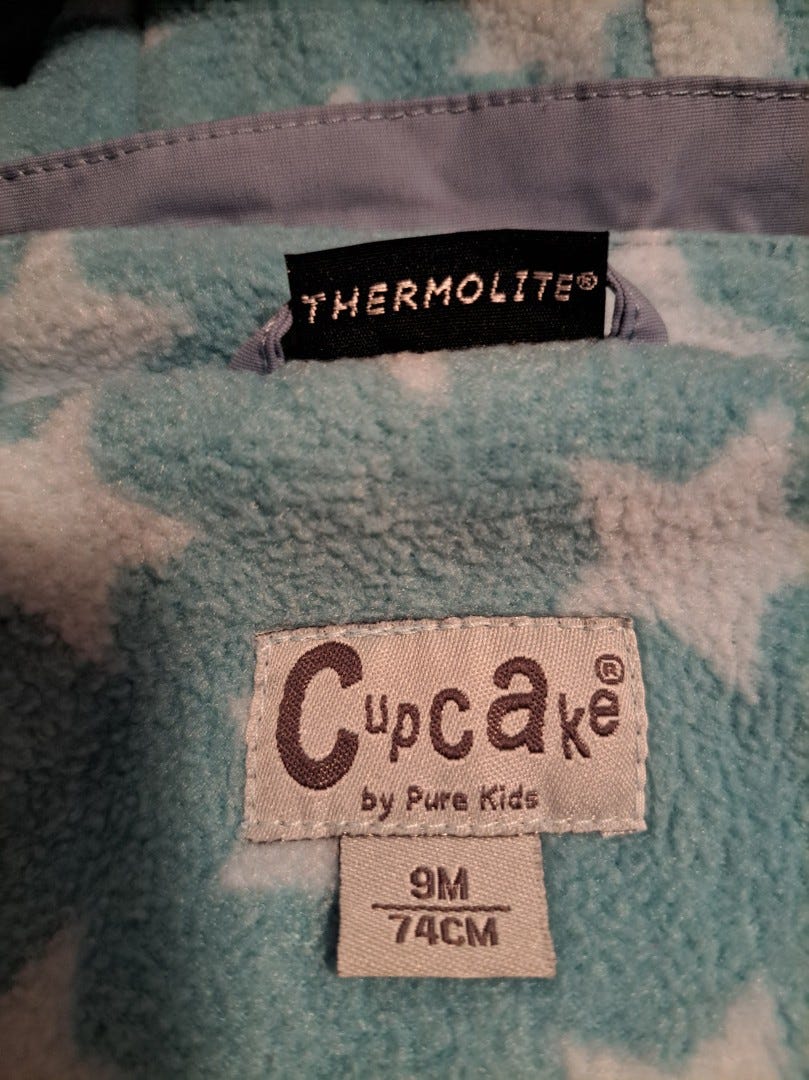 THERMOLITE®
Cupcake®
by Pure Kids
9M
74CM